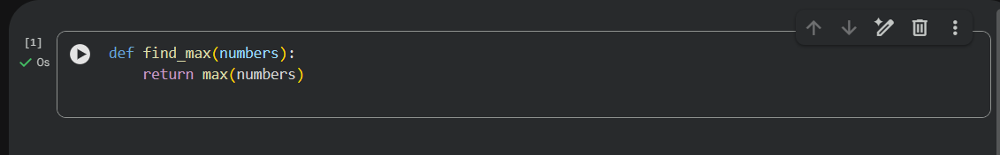 [1]
0s
def find_max(numbers):
    return max(numbers)